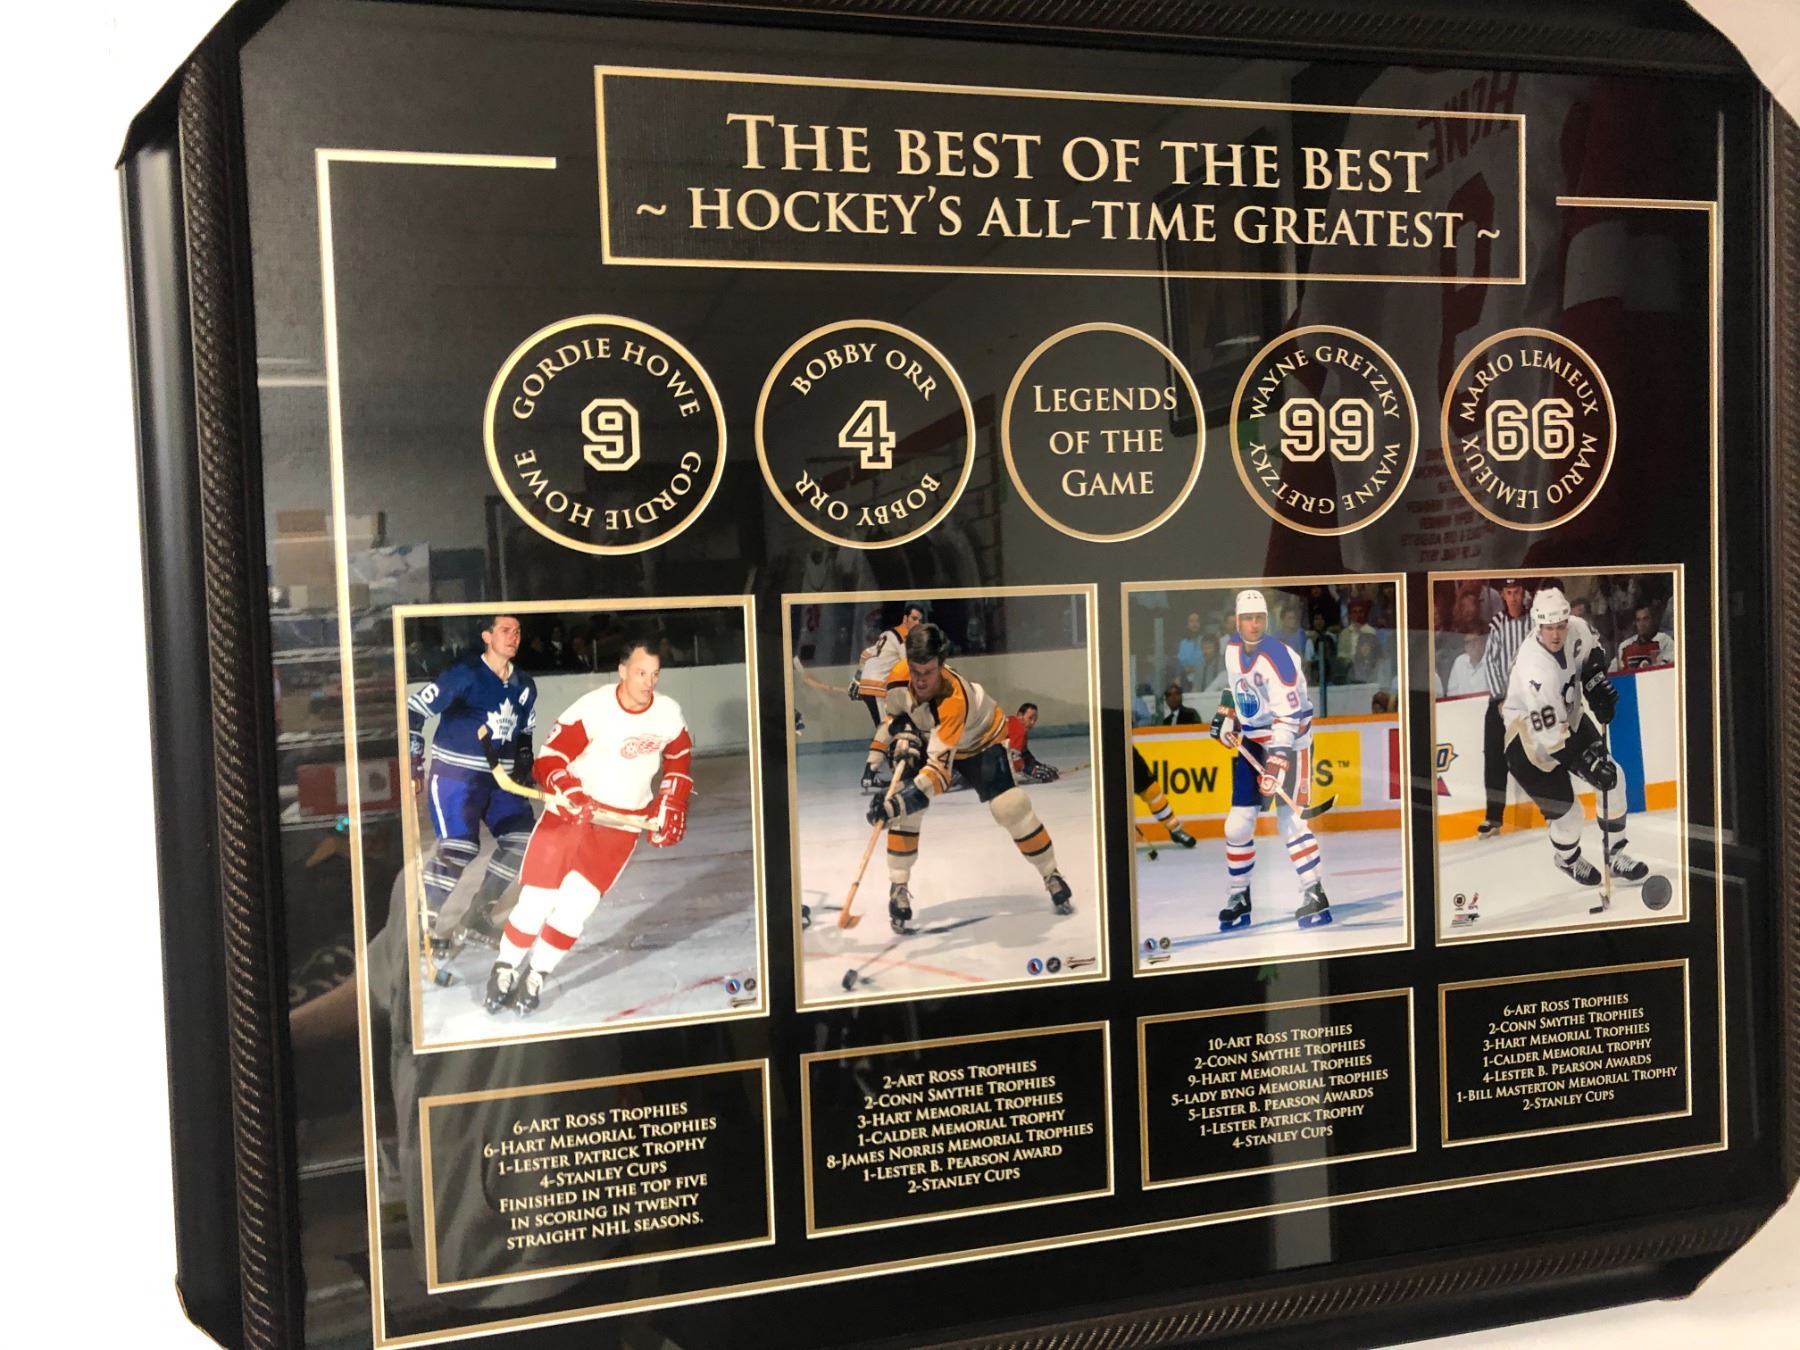 THE BEST OF THE BEST
~ HOCKEY'S ALL-TIME GREATEST ~
GORDIE HOWE
9
GORDIE HOWE
BOBBY ORR
4
BOBBY ORR
LEGENDS
OF THE
GAME
WAYNE GRETZKY
99
WAYNE GRETZKY
MARIO LEMIEUX
66
MARIO LEMIEUX
6
A
TORONTO
4
llow
S™
C
9
66
6-ART ROSS TROPHIES
6-HART MEMORIAL TROPHIES
1-LESTER PATRICK TROPHY
4-STANLEY CUPS
FINISHED IN THE TOP FIVE
IN SCORING IN TWENTY
STRAIGHT NHL SEASONS.
2-ART ROSS TROPHIES
2-CONN SMYTHE TROPHIES
3-HART MEMORIAL TROPHIES
1-CALDER MEMORIAL TROPHY
8-JAMES NORRIS MEMORIAL TROPHIES
1-LESTER B. PEARSON AWARD
2-STANLEY CUPS
10-ART ROSS TROPHIES
2-CONN SMYTHE TROPHIES
9-HART MEMORIAL TROPHIES
5-LADY BYNG MEMORIAL TROPHIES
5-LESTER B. PEARSON AWARDS
1-LESTER PATRICK TROPHY
4-STANLEY CUPS
6-ART ROSS TROPHIES
2-CONN SMYTHE TROPHIES
3-HART MEMORIAL TROPHIES
1-CALDER MEMORIAL TROPHY
4-LESTER B. PEARSON AWARDS
1-BILL MASTERTON MEMORIAL TROPHY
2-STANLEY CUPS